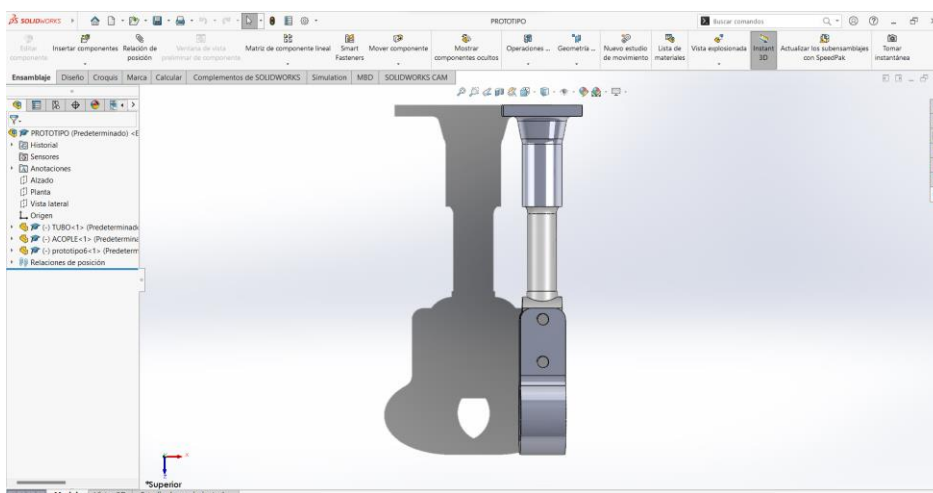 SOLIDWORKS
PROTOTIPO
Buscar comandos
Editar componente
Insertar componentes
Relación de posición
Ventana de vista preliminar de componente
Matriz de componente lineal
Smart Fasteners
Mover componente
Mostrar componentes ocultos
Operaciones ...
Geometría ...
Nuevo estudio de movimiento
Lista de materiales
Vista explosionada
Instant 3D
Actualizar los subensamblajes con SpeedPak
Tomar instantánea
Ensamblaje Diseño Croquis Marca Calcular Complementos de SOLIDWORKS Simulation MBD SOLIDWORKS CAM
PROTOTIPO (Predeterminado) <E
Historial
Sensores
Anotaciones
Alzado
Planta
Vista lateral
Origen
(-) TUBO<1> (Predeterminad
(-) ACOPLE<1> (Predetermina
(-) prototipo6<1> (Predeterm
Relaciones de posición
*Superior